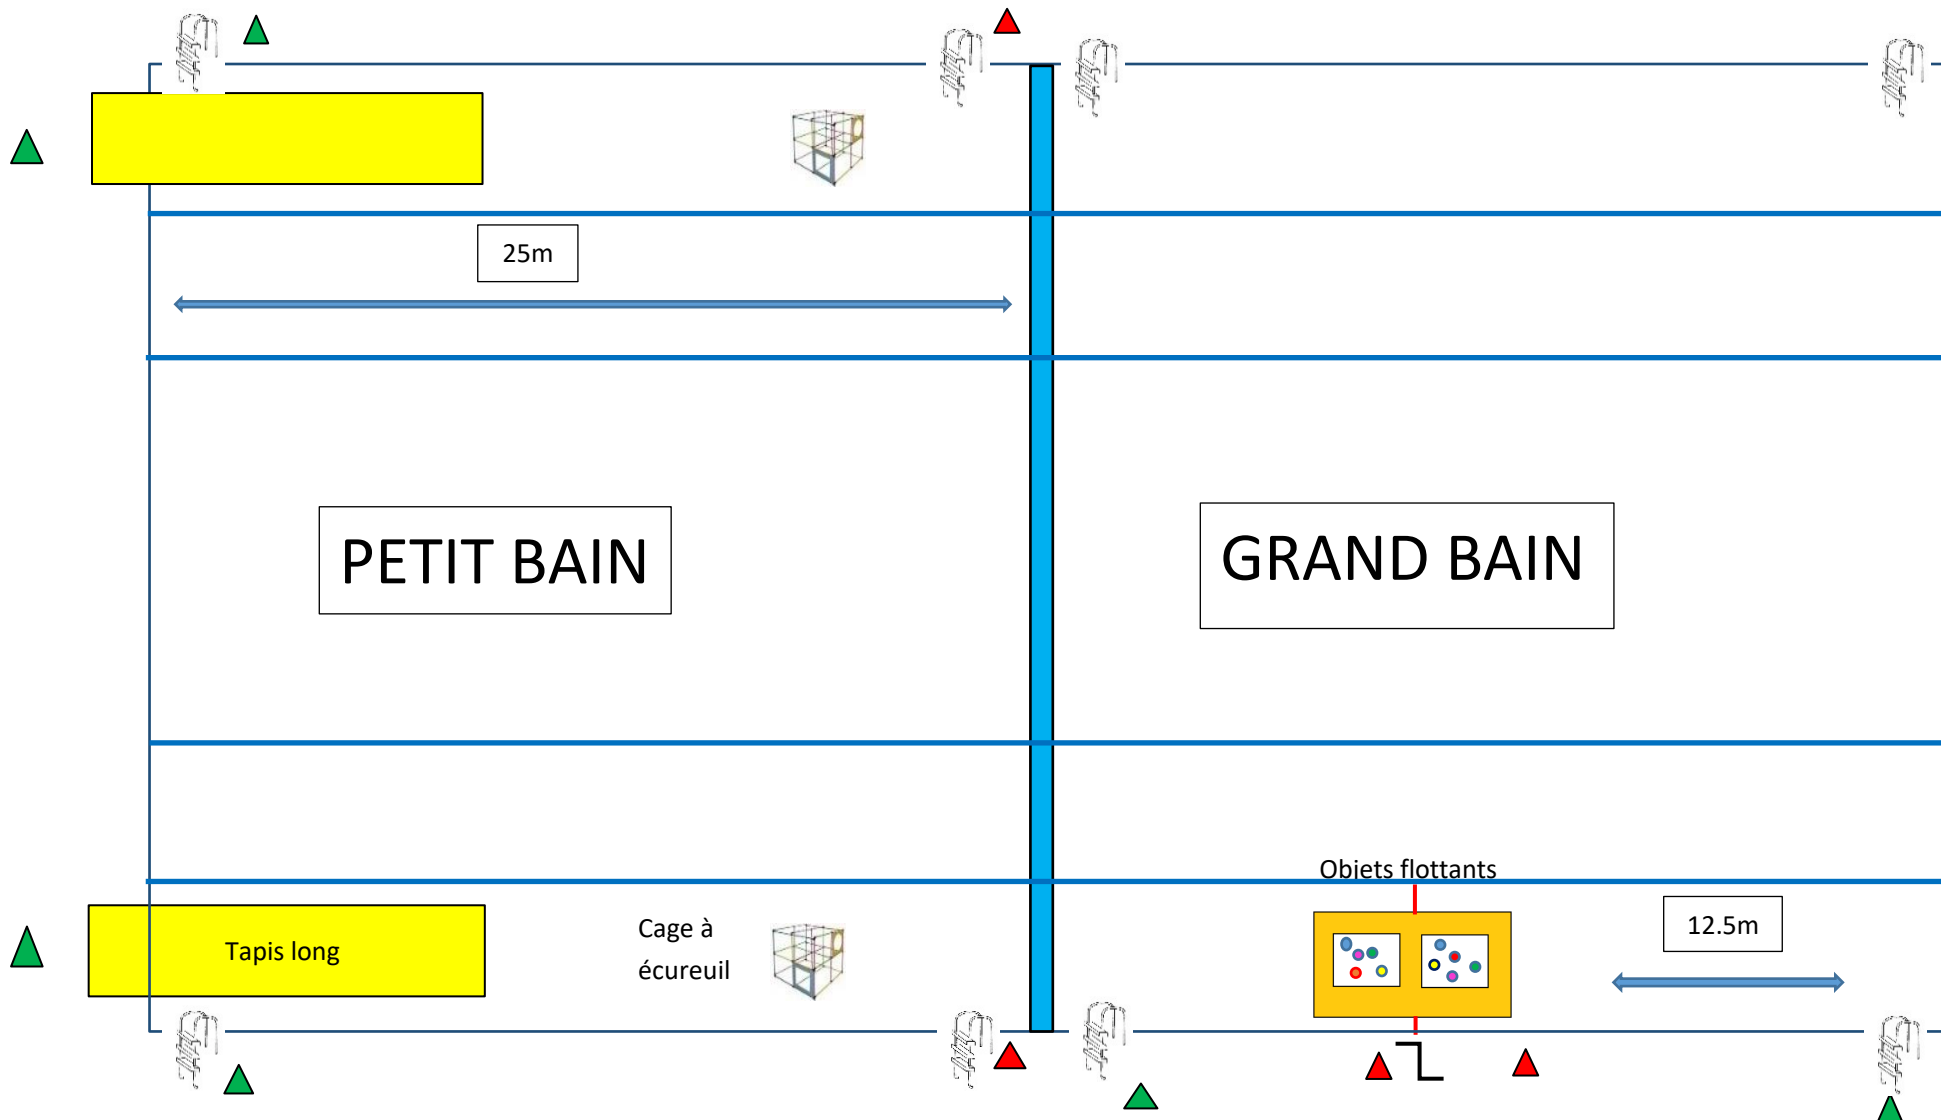 25m
PETIT BAIN
GRAND BAIN
Objets flottants
Tapis long
Cage à
écureuil
12.5m